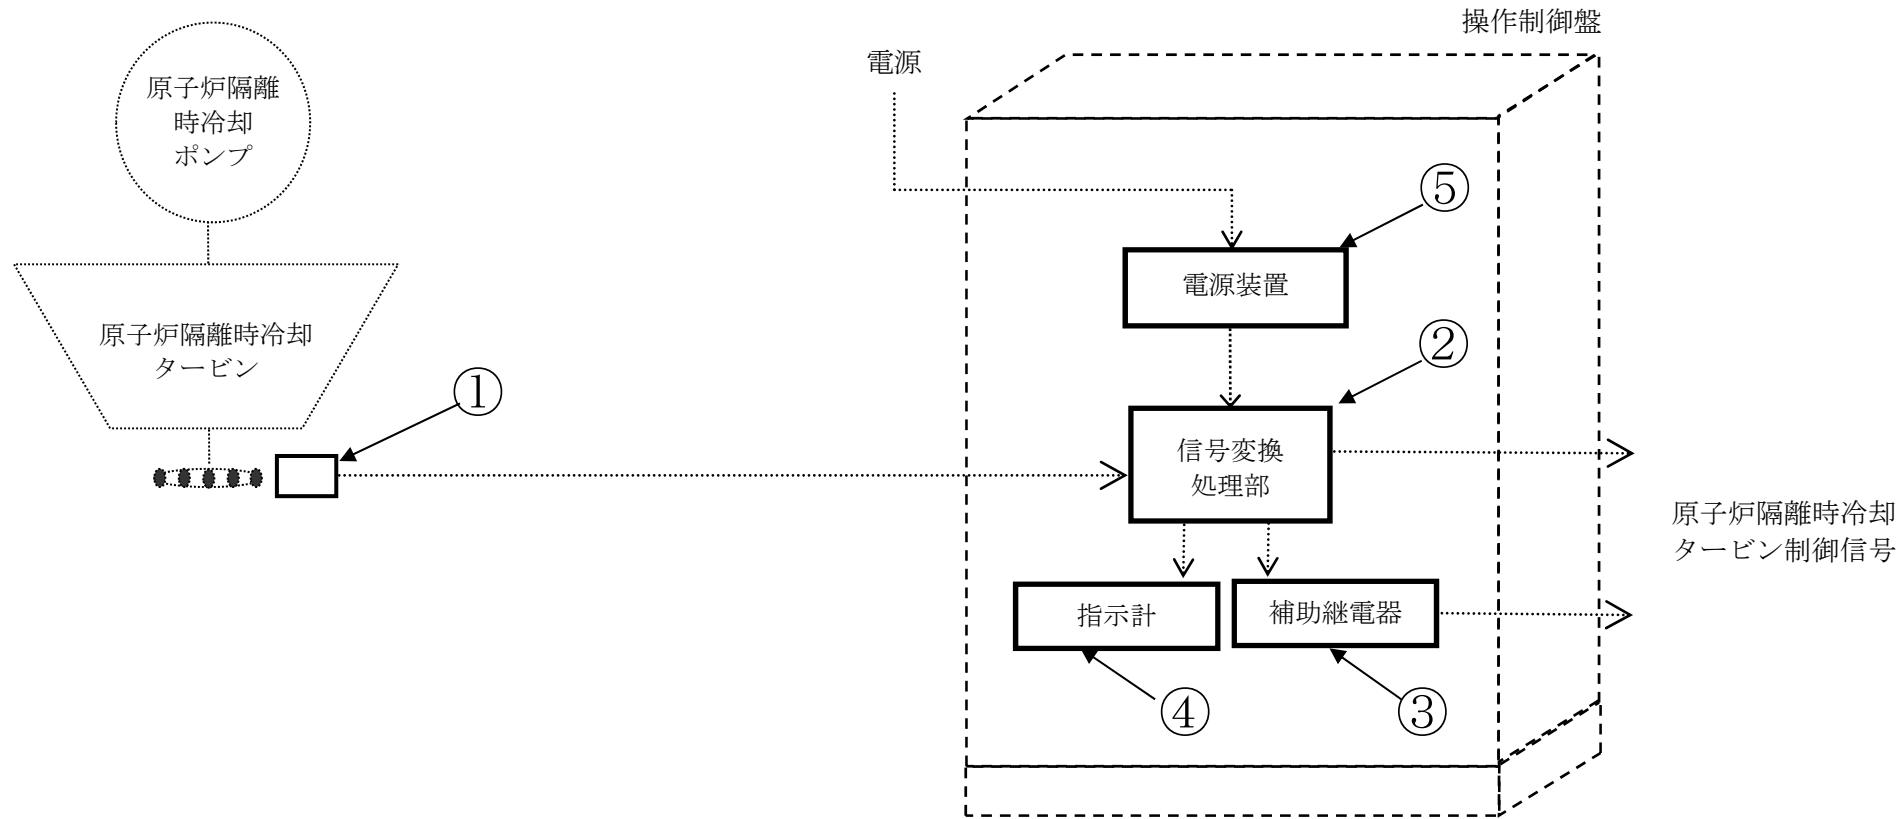 操作制御盤
電源
原子炉隔離
時冷却
ポンプ
⑤
電源装置
原子炉隔離時冷却
タービン
②
①
信号変換
処理部
原子炉隔離時冷却
タービン制御信号
指示計
補助継電器
④
③